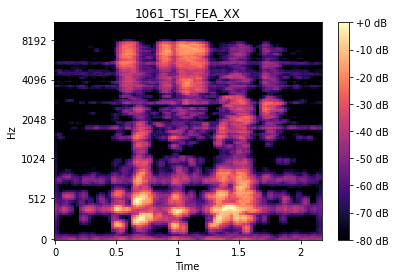 1061_TSI_FEA_XX
8192
4096
2048
1024
512
0
Hz
0
0.5
1
1.5
2
Time
+0 dB
-10 dB
-20 dB
-30 dB
-40 dB
-50 dB
-60 dB
-70 dB
-80 dB